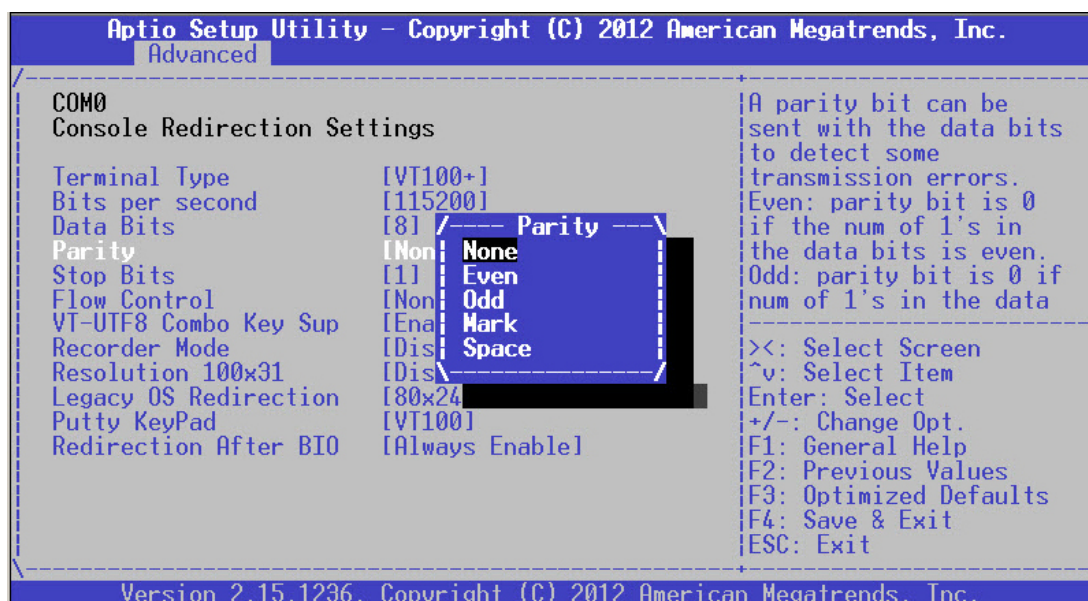 Aptio Setup Utility - Copyright (C) 2012 American Megatrends, Inc.
Advanced
COM0
Console Redirection Settings
Terminal Type [VT100+]
Bits per second [115200]
Data Bits [8]
Parity [Non
Stop Bits [1]
Flow Control [Non
VT-UTF8 Combo Key Sup [Ena
Recorder Mode [Dis
Resolution 100x31 [Dis
Legacy OS Redirection [80x24
Putty KeyPad [VT100]
Redirection After BIO [Always Enable]
Parity
None
Even
Odd
Mark
Space
A parity bit can be
sent with the data bits
to detect some
transmission errors.
Even: parity bit is 0
if the num of 1's in
the data bits is even.
Odd: parity bit is 0 if
num of 1's in the data
><: Select Screen
^v: Select Item
Enter: Select
+/-: Change Opt.
F1: General Help
F2: Previous Values
F3: Optimized Defaults
F4: Save & Exit
ESC: Exit
Version 2.15.1236. Copyright (C) 2012 American Megatrends, Inc.